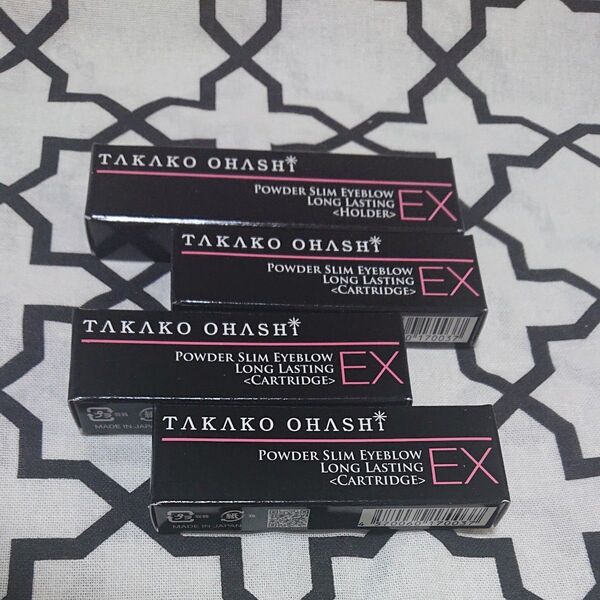 TAKAKO OHASHI
POWDER SLIM EYEBLOW
LONG LASTING
<HOLDER>
EX
TAKAKO OHASHI
POWDER SLIM EYEBLOW
LONG LASTING
<CARTRIDGE>
EX
TAKAKO OHASHI
POWDER SLIM EYEBLOW
LONG LASTING
<CARTRIDGE>
EX
MADE IN JAPAN
TAKAKO OHASHI
POWDER SLIM EYEBLOW
LONG LASTING
<CARTRIDGE>
EX
紙
MADE IN JAPAN